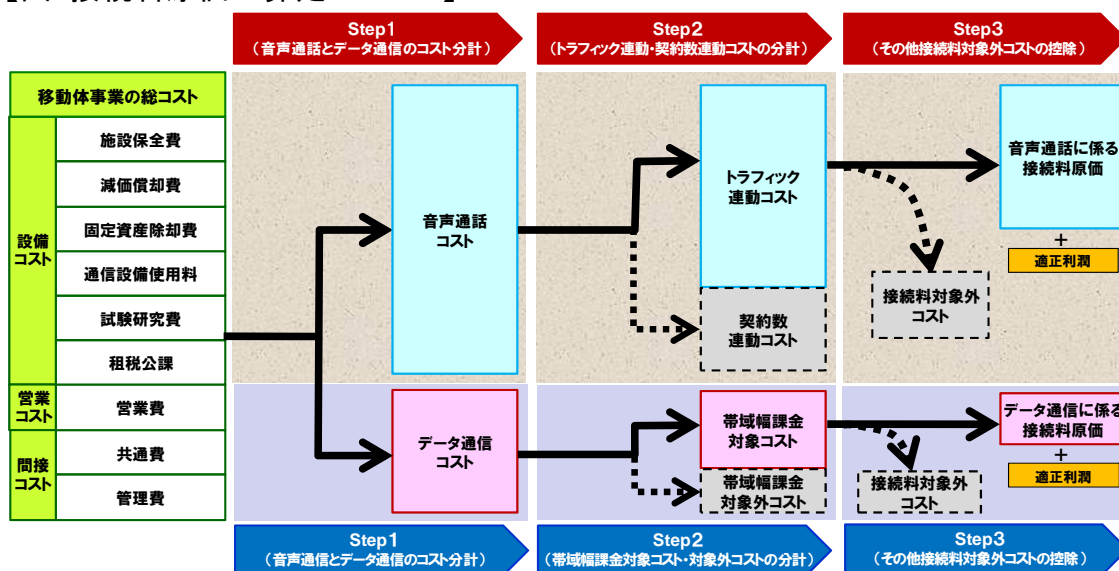 Step1
(音声通話とデータ通信のコスト分計)
Step2
(トラフィック連動・契約数連動コストの分計)
Step3
(その他接続料対象外コストの控除)
移動体事業の総コスト
設備
コスト
施設保全費
減価償却費
固定資産除却費
通信設備使用料
試験研究費
租税公課
営業
コスト
営業費
間接
コスト
共通費
管理費
音声通話
コスト
トラフィック
連動コスト
契約数
連動コスト
音声通話に係る
接続料原価
+
適正利潤
接続料対象外
コスト
データ通信
コスト
帯域幅課金
対象コスト
帯域幅課金
対象外コスト
データ通信に係る
接続料原価
+
適正利潤
接続料対象外
コスト
Step1
(音声通信とデータ通信のコスト分計)
Step2
(帯域幅課金対象コスト・対象外コストの分計)
Step3
(その他接続料対象外コストの控除)